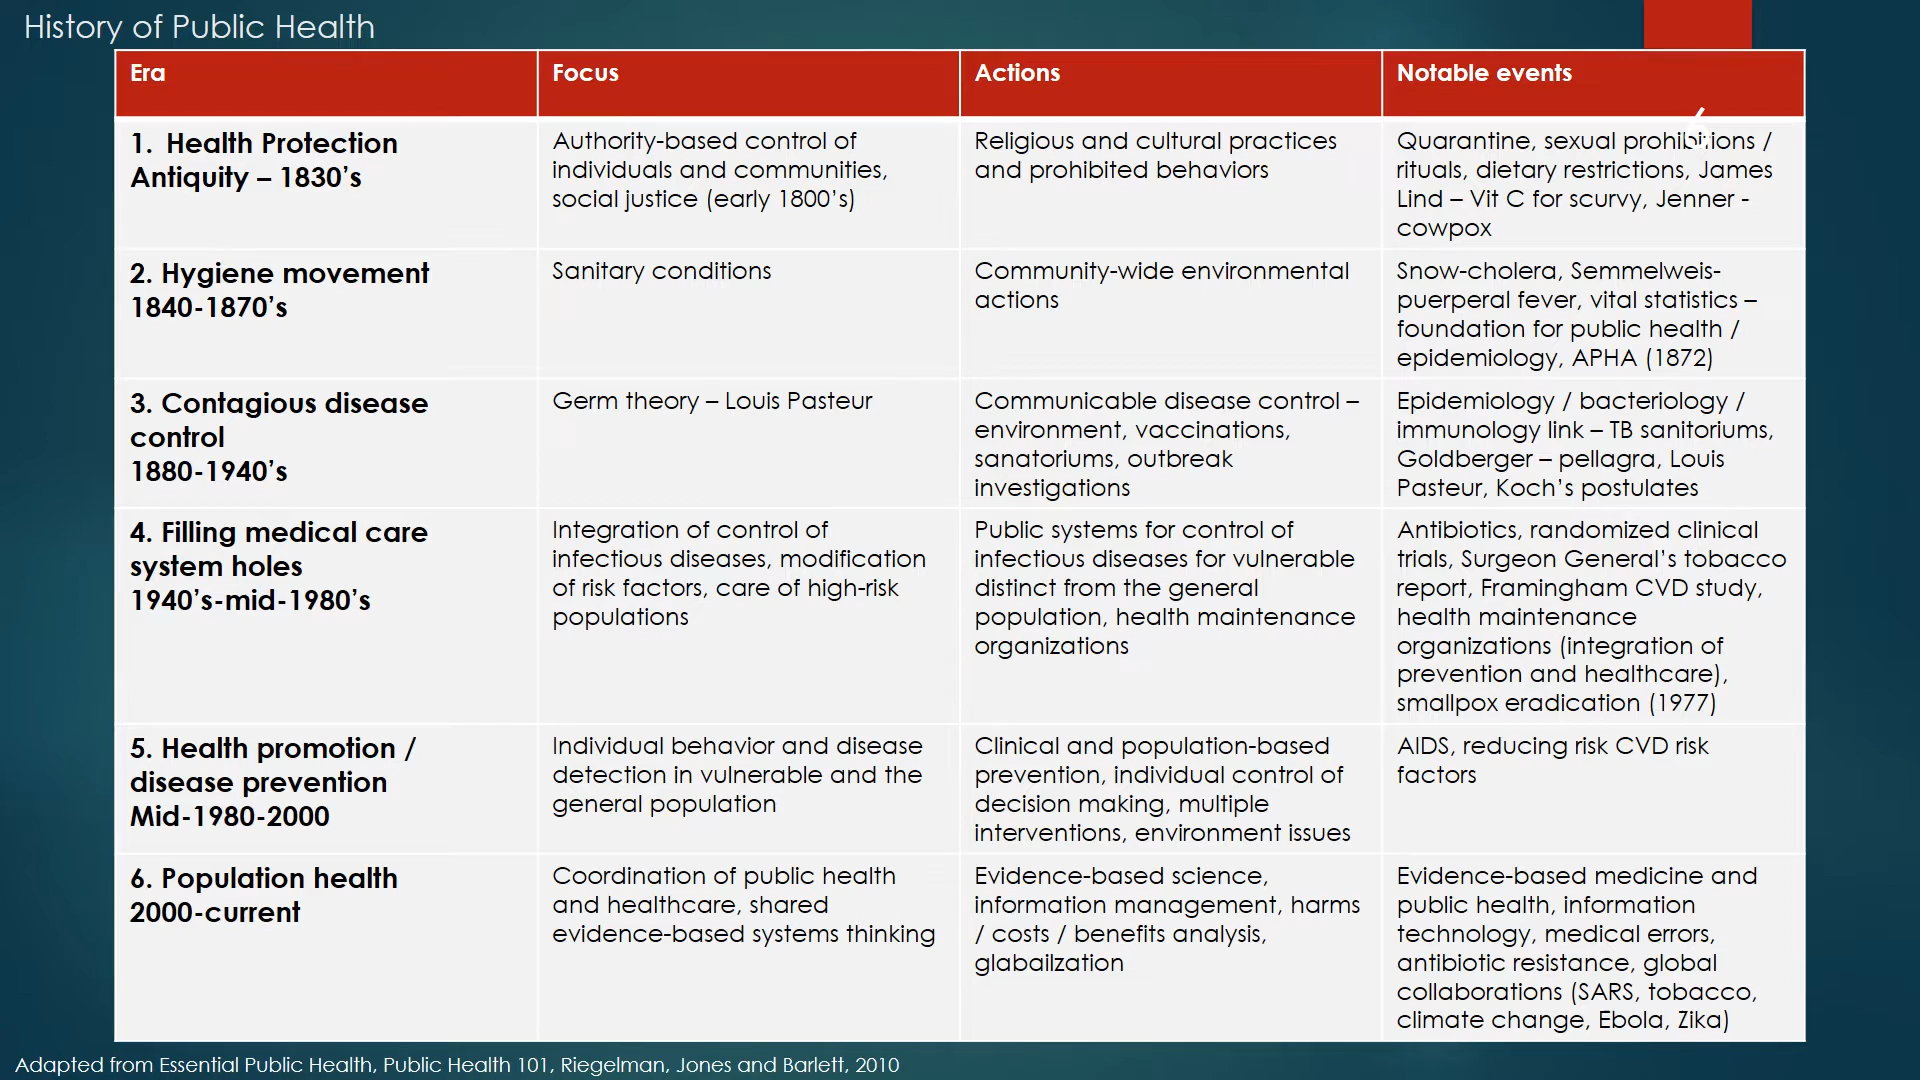 History of Public Health
Era
Focus
Actions
Notable events
1. Health Protection
Antiquity – 1830’s
Authority-based control of
individuals and communities,
social justice (early 1800’s)
Religious and cultural practices
and prohibited behaviors
Quarantine, sexual prohibitions /
rituals, dietary restrictions, James
Lind – Vit C for scurvy, Jenner -
cowpox
2. Hygiene movement
1840-1870’s
Sanitary conditions
Community-wide environmental
actions
Snow-cholera, Semmelweis-
puerperal fever, vital statistics –
foundation for public health /
epidemiology, APHA (1872)
3. Contagious disease
control
1880-1940’s
Germ theory – Louis Pasteur
Communicable disease control –
environment, vaccinations,
sanatoriums, outbreak
investigations
Epidemiology / bacteriology /
immunology link – TB sanitoriums,
Goldberger – pellagra, Louis
Pasteur, Koch’s postulates
4. Filling medical care
system holes
1940’s-mid-1980’s
Integration of control of
infectious diseases, modification
of risk factors, care of high-risk
populations
Public systems for control of
infectious diseases for vulnerable
distinct from the general
population, health maintenance
organizations
Antibiotics, randomized clinical
trials, Surgeon General’s tobacco
report, Framingham CVD study,
health maintenance
organizations (integration of
prevention and healthcare),
smallpox eradication (1977)
5. Health promotion /
disease prevention
Mid-1980-2000
Individual behavior and disease
detection in vulnerable and the
general population
Clinical and population-based
prevention, individual control of
decision making, multiple
interventions, environment issues
AIDS, reducing risk CVD risk
factors
6. Population health
2000-current
Coordination of public health
and healthcare, shared
evidence-based systems thinking
Evidence-based science,
information management, harms
/ costs / benefits analysis,
glabailzation
Evidence-based medicine and
public health, information
technology, medical errors,
antibiotic resistance, global
collaborations (SARS, tobacco,
climate change, Ebola, Zika)
Adapted from Essential Public Health, Public Health 101, Riegelman, Jones and Barlett, 2010